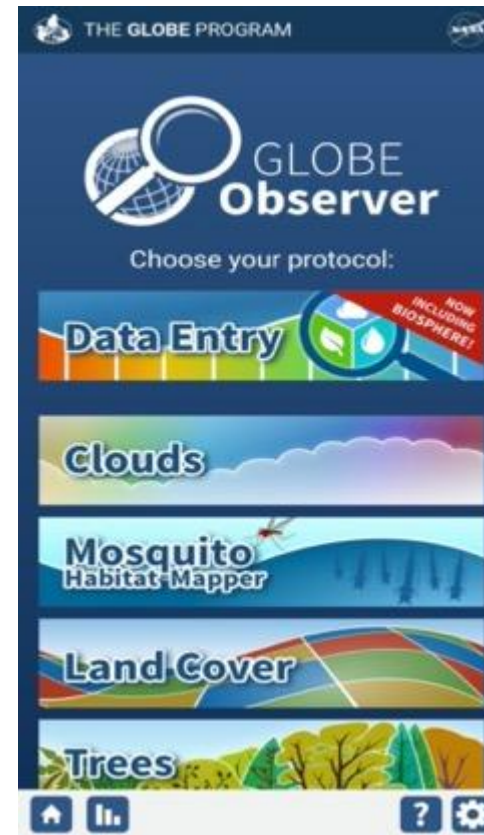 THE GLOBE PROGRAM
NASA
GLOBE
Observer
Choose your protocol:
Data Entry
NOW
INCLUDING
BIOSPHERE!
Clouds
Mosquito
Habitat Mapper
Land Cover
Trees
?